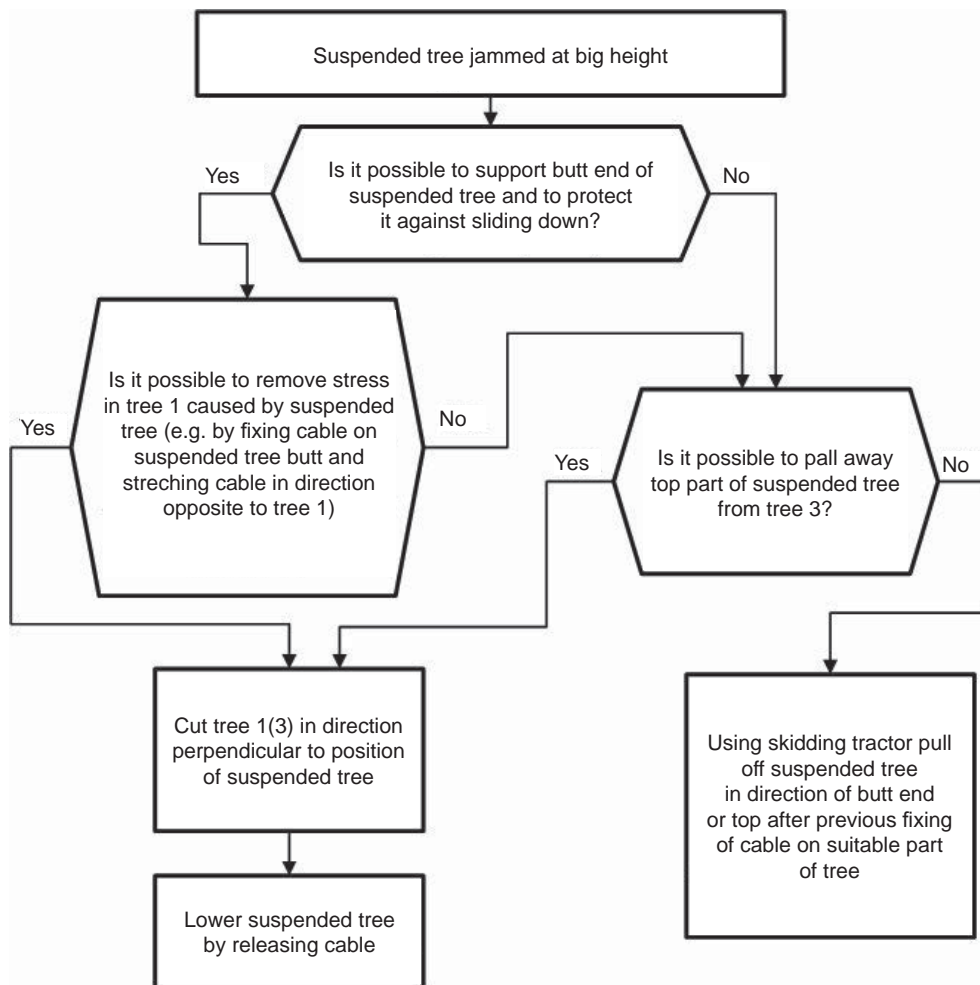 Suspended tree jammed at big height
Yes
Is it possible to support butt end of
suspended tree and to protect
it against sliding down?
No
Yes
Is it possible to remove stress
in tree 1 caused by suspended
tree (e.g. by fixing cable on
suspended tree butt and
streching cable in direction
opposite to tree 1)
No
Yes
Is it possible to pall away
top part of suspended tree
from tree 3?
No
Cut tree 1(3) in direction
perpendicular to position
of suspended tree
Using skidding tractor pull
off suspended tree
in direction of butt end
or top after previous fixing
of cable on suitable part
of tree
Lower suspended tree
by releasing cable